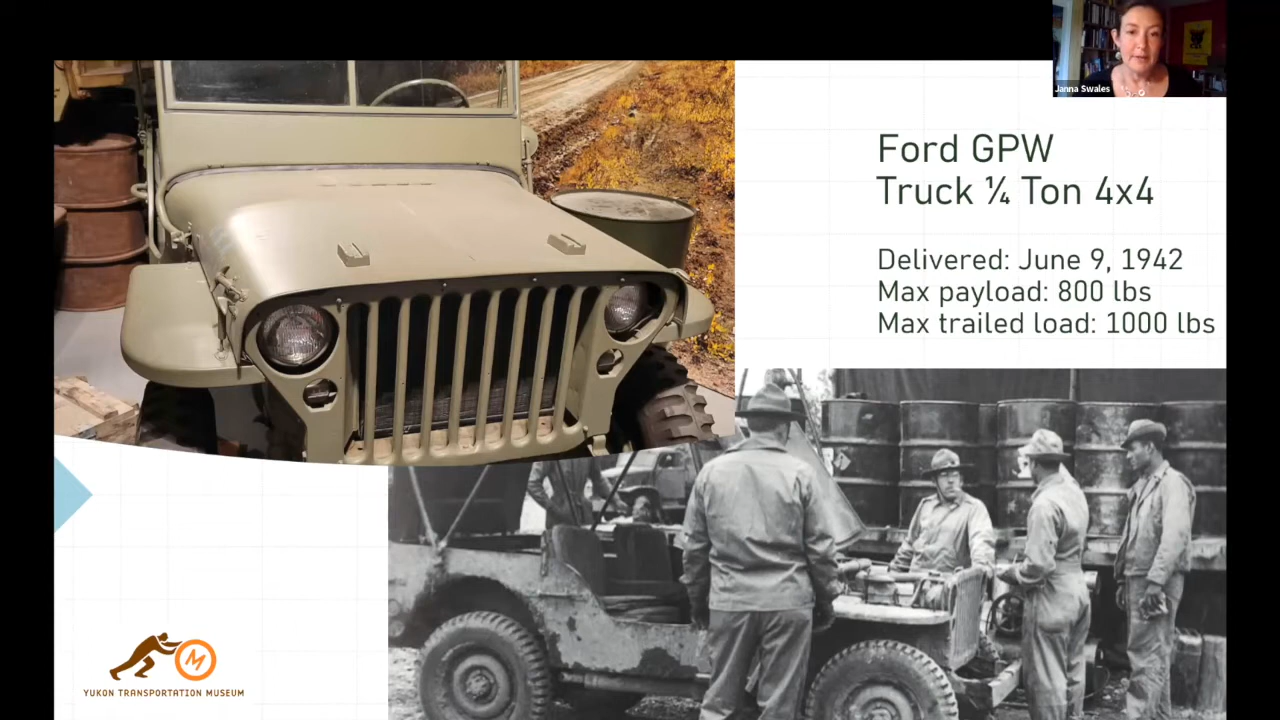 Janna Swales
Ford GPW
Truck ¼ Ton 4x4
Delivered: June 9, 1942
Max payload: 800 lbs
Max trailed load: 1000 lbs
M
YUKON TRANSPORTATION MUSEUM